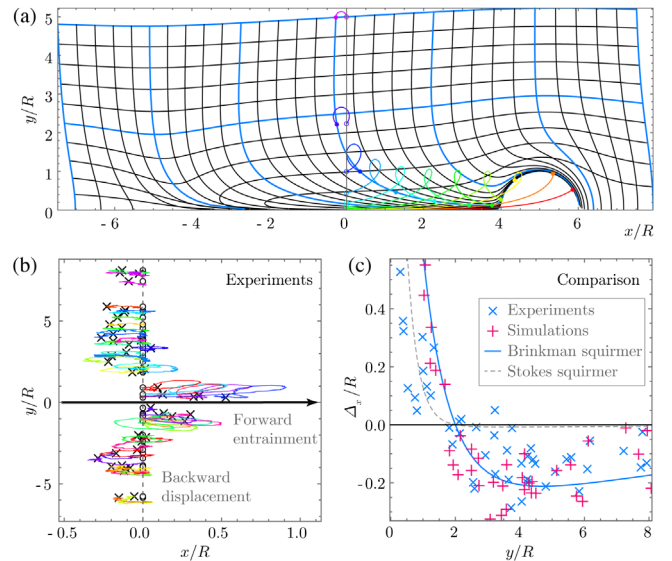 (a)
5
4
3
2
1
0
y/R
-6 -4 -2 0 2 4 6
x/R
(b)
Experiments
5
0
-5
y/R
Forward
entrainment
Backward
displacement
-0.5 0.0 0.5 1.0
x/R
(c)
Comparison
Experiments
Simulations
Brinkman squirmer
Stokes squirmer
0.4
0.2
0.0
-0.2
Δx/R
0 2 4 6 8
y/R